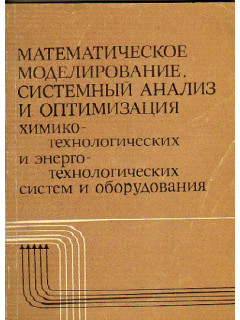 МАТЕМАТИЧЕСКОЕ
МОДЕЛИРОВАНИЕ,
СИСТЕМНЫЙ АНАЛИЗ
И ОПТИМИЗАЦИЯ
ХИМИКО-
ТЕХНОЛОГИЧЕСКИХ
И ЭНЕРГО-
ТЕХНОЛОГИЧЕСКИХ
СИСТЕМ И ОБОРУДОВАНИЯ